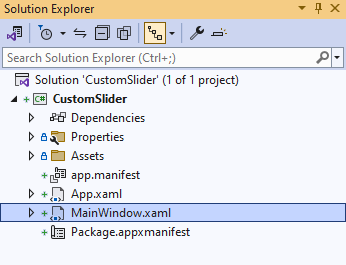 Solution Explorer
Search Solution Explorer (Ctrl+;)
Solution 'CustomSlider' (1 of 1 project)
C# CustomSlider
Dependencies
Properties
Assets
app.manifest
App.xaml
MainWindow.xaml
Package.appxmanifest